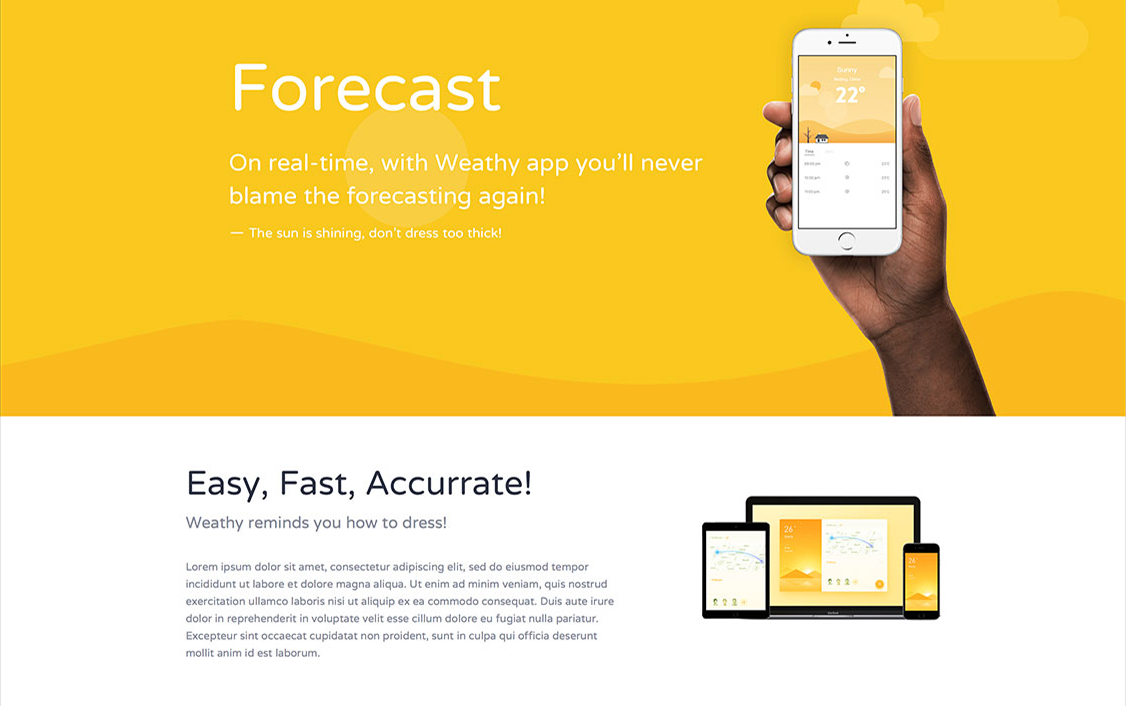 Forecast
On real-time, with Weathy app you'll never
blame the forecasting again!
— The sun is shining, don't dress too thick!
Sunny
22°
Time
Easy, Fast, Accurrate!
Weathy reminds you how to dress!
Lorem ipsum dolor sit amet, consectetur adipiscing elit, sed do eiusmod tempor
incididunt ut labore et dolore magna aliqua. Ut enim ad minim veniam, quis nostrud
exercitation ullamco laboris nisi ut aliquip ex ea commodo consequat. Duis aute irure
dolor in reprehenderit in voluptate velit esse cillum dolore eu fugiat nulla pariatur.
Excepteur sint occaecat cupidatat non proident, sunt in culpa qui officia deserunt
mollit anim id est laborum.
26°
26°